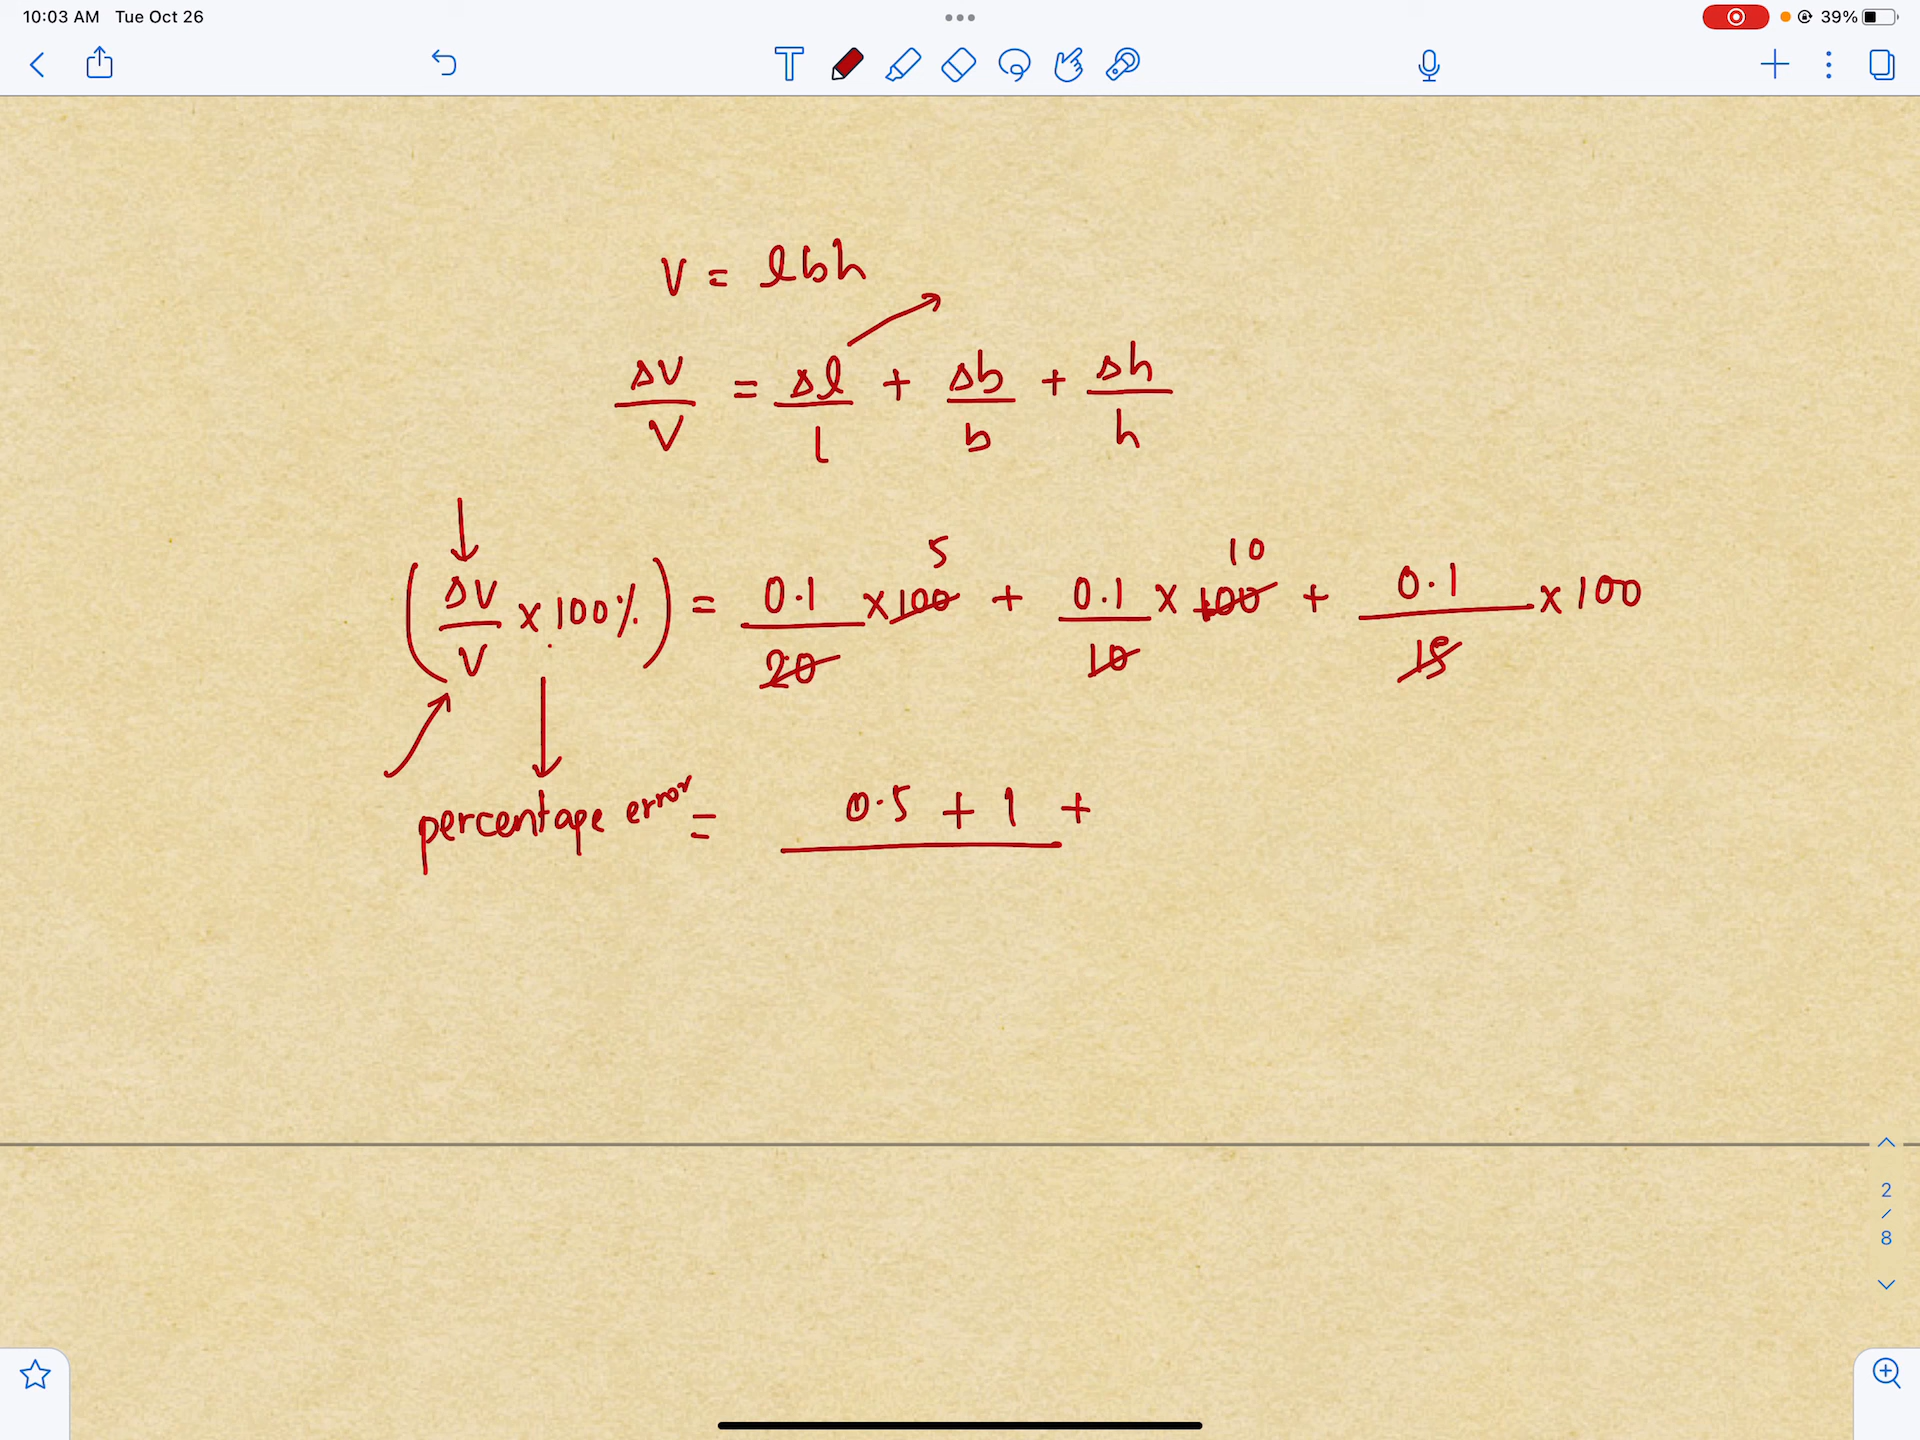 10:03 AM Tue Oct 26
39%
T
V = lbh
ΔV/V = Δl/l + Δb/b + Δh/h
(ΔV/V × 100%) = 0.1/20 × 100 5 + 0.1/10 × 100 10 + 0.1/15 × 100
percentage error = 0.5 + 1 +
2
/
8